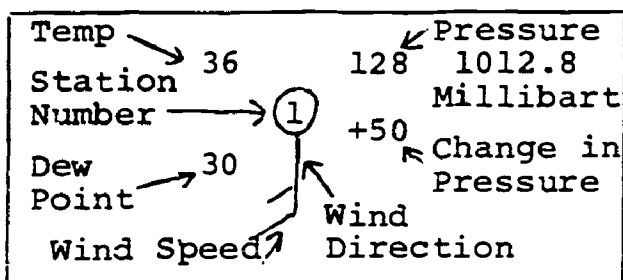 Temp
36
128
Pressure
1012.8
Millibart
Station
Number
1
+50
Change in
Pressure
Dew
Point
30
Wind
Direction
Wind Speed